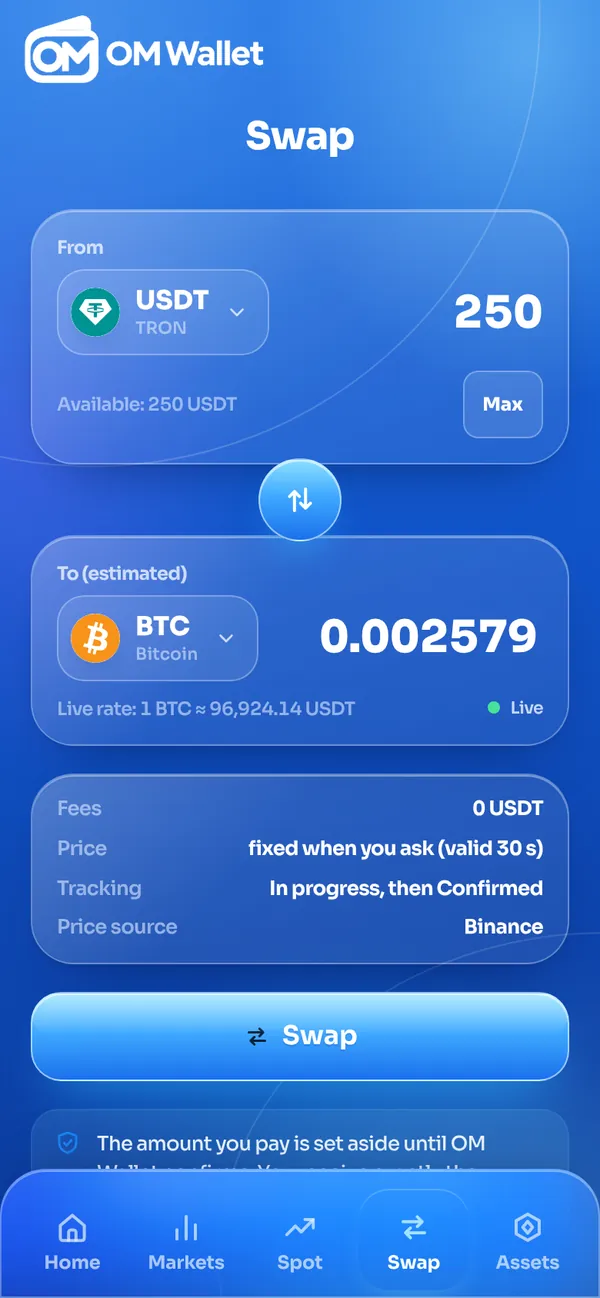 OM OM Wallet
Swap
From
USDT
TRON
250
Available: 250 USDT
Max
To (estimated)
BTC
Bitcoin
0.002579
Live rate: 1 BTC ≈ 96,924.14 USDT
Live
Fees 0 USDT
Price fixed when you ask (valid 30 s)
Tracking In progress, then Confirmed
Price source Binance
Swap
The amount you pay is set aside until OM
Home Markets Spot Swap Assets